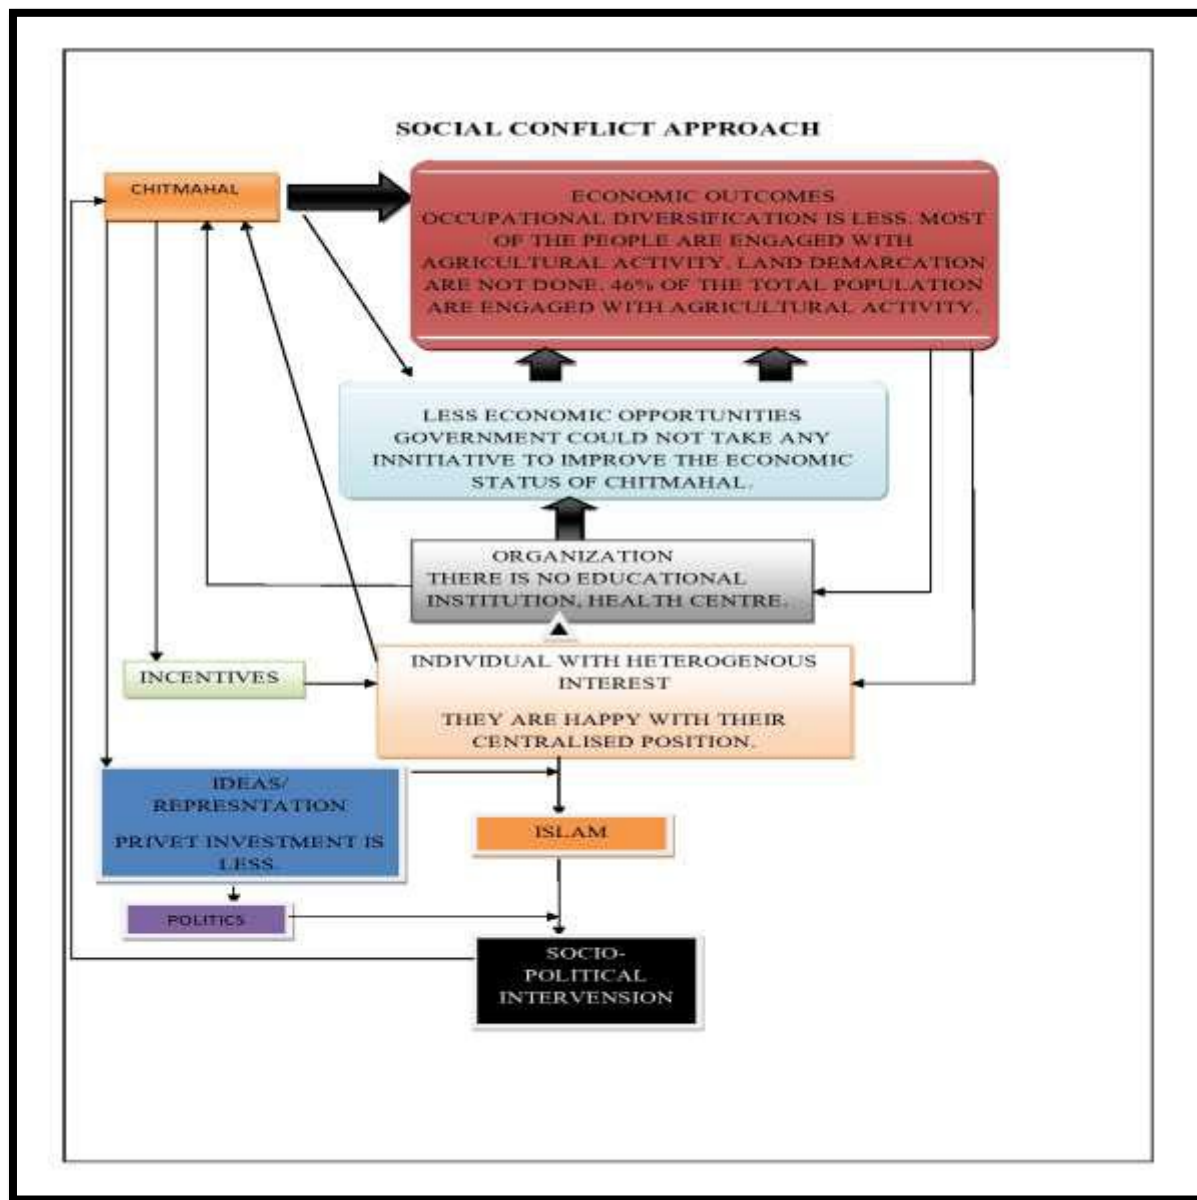 SOCIAL CONFLICT APPROACH
CHITMAHAL
ECONOMIC OUTCOMES
OCCUPATIONAL DIVERSIFICATION IS LESS. MOST
OF THE PEOPLE ARE ENGAGED WITH
AGRICULTURAL ACTIVITY. LAND DEMARCATION
ARE NOT DONE. 46% OF THE TOTAL POPULATION
ARE ENGAGED WITH AGRICULTURAL ACTIVITY.
LESS ECONOMIC OPPORTUNITIES
GOVERNMENT COULD NOT TAKE ANY
INNITIATIVE TO IMPROVE THE ECONOMIC
STATUS OF CHITMAHAL.
ORGANIZATION
THERE IS NO EDUCATIONAL
INSTITUTION, HEALTH CENTRE.
INCENTIVES
INDIVIDUAL WITH HETEROGENOUS
INTEREST
THEY ARE HAPPY WITH THEIR
CENTRALISED POSITION.
IDEAS/
REPRESNTATION
PRIVET INVESTMENT IS
LESS.
ISLAM
POLITICS
SOCIO-
POLITICAL
INTERVENSION